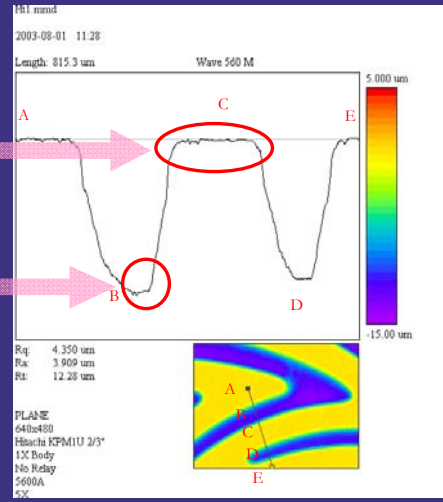 Ht1.mmd
2003-08-01 11:28
Length: 815.3 um Wave 560 M
5.000 um
A
C
E
B
D
-15.00 um
Rq: 4.350 um
Ra: 3.909 um
Rt: 12.28 um
PLANE
640x480
Hitachi KPM1U 2/3"
1X Body
No Relay
5600A
5X
A
B
C
D
E